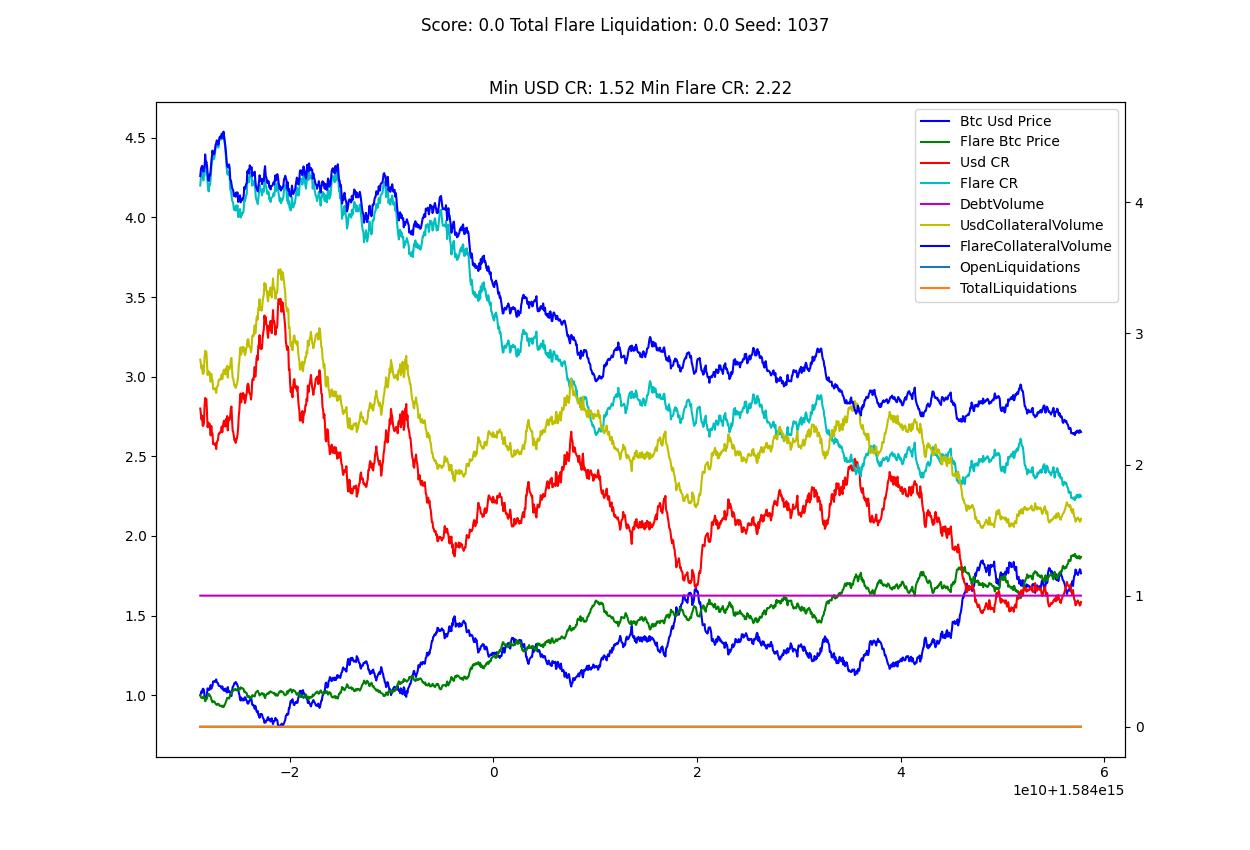 Score: 0.0 Total Flare Liquidation: 0.0 Seed: 1037
Min USD CR: 1.52 Min Flare CR: 2.22
Btc Usd Price
Flare Btc Price
Usd CR
Flare CR
DebtVolume
UsdCollateralVolume
FlareCollateralVolume
OpenLiquidations
TotalLiquidations
4.5
4.0
3.5
3.0
2.5
2.0
1.5
1.0
4
3
2
1
0
−2
0
2
4
6
1e10+1.584e15